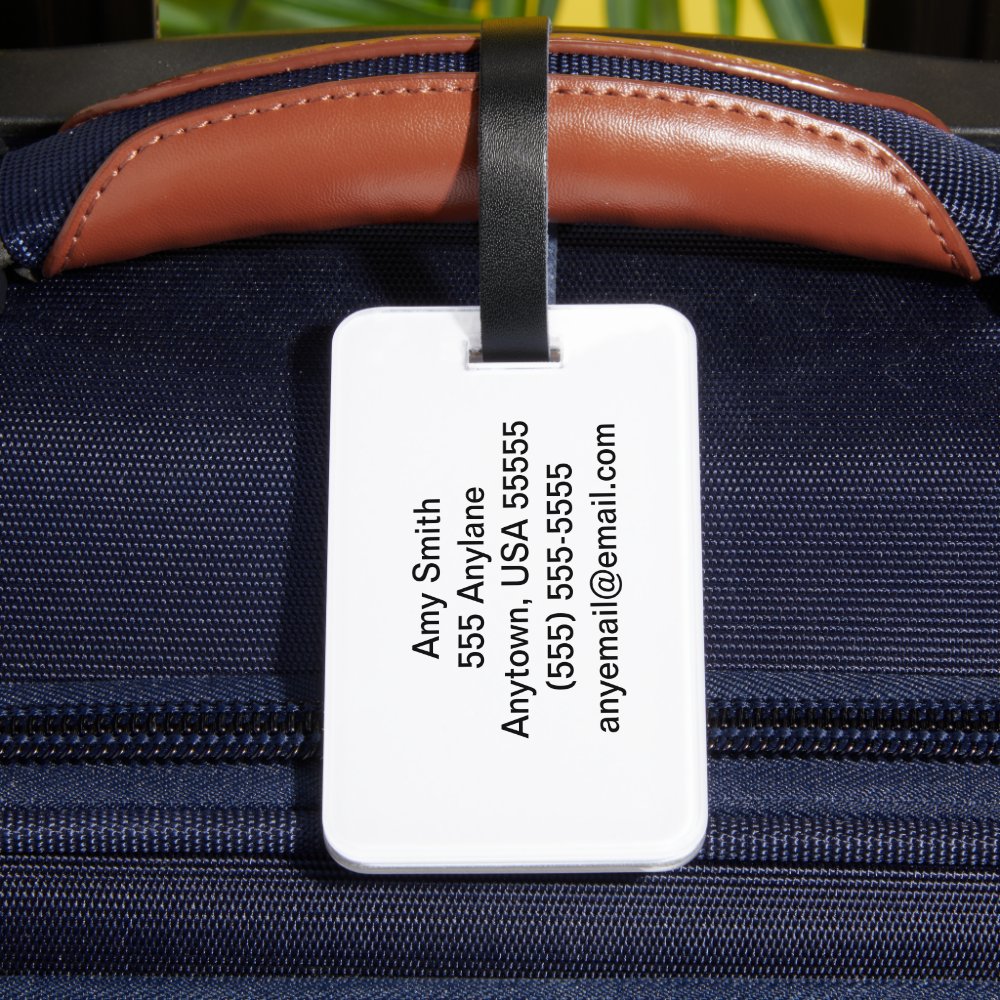 Amy Smith
555 Anylane
Anytown, USA 55555
(555) 555-5555
anyemail@email.com